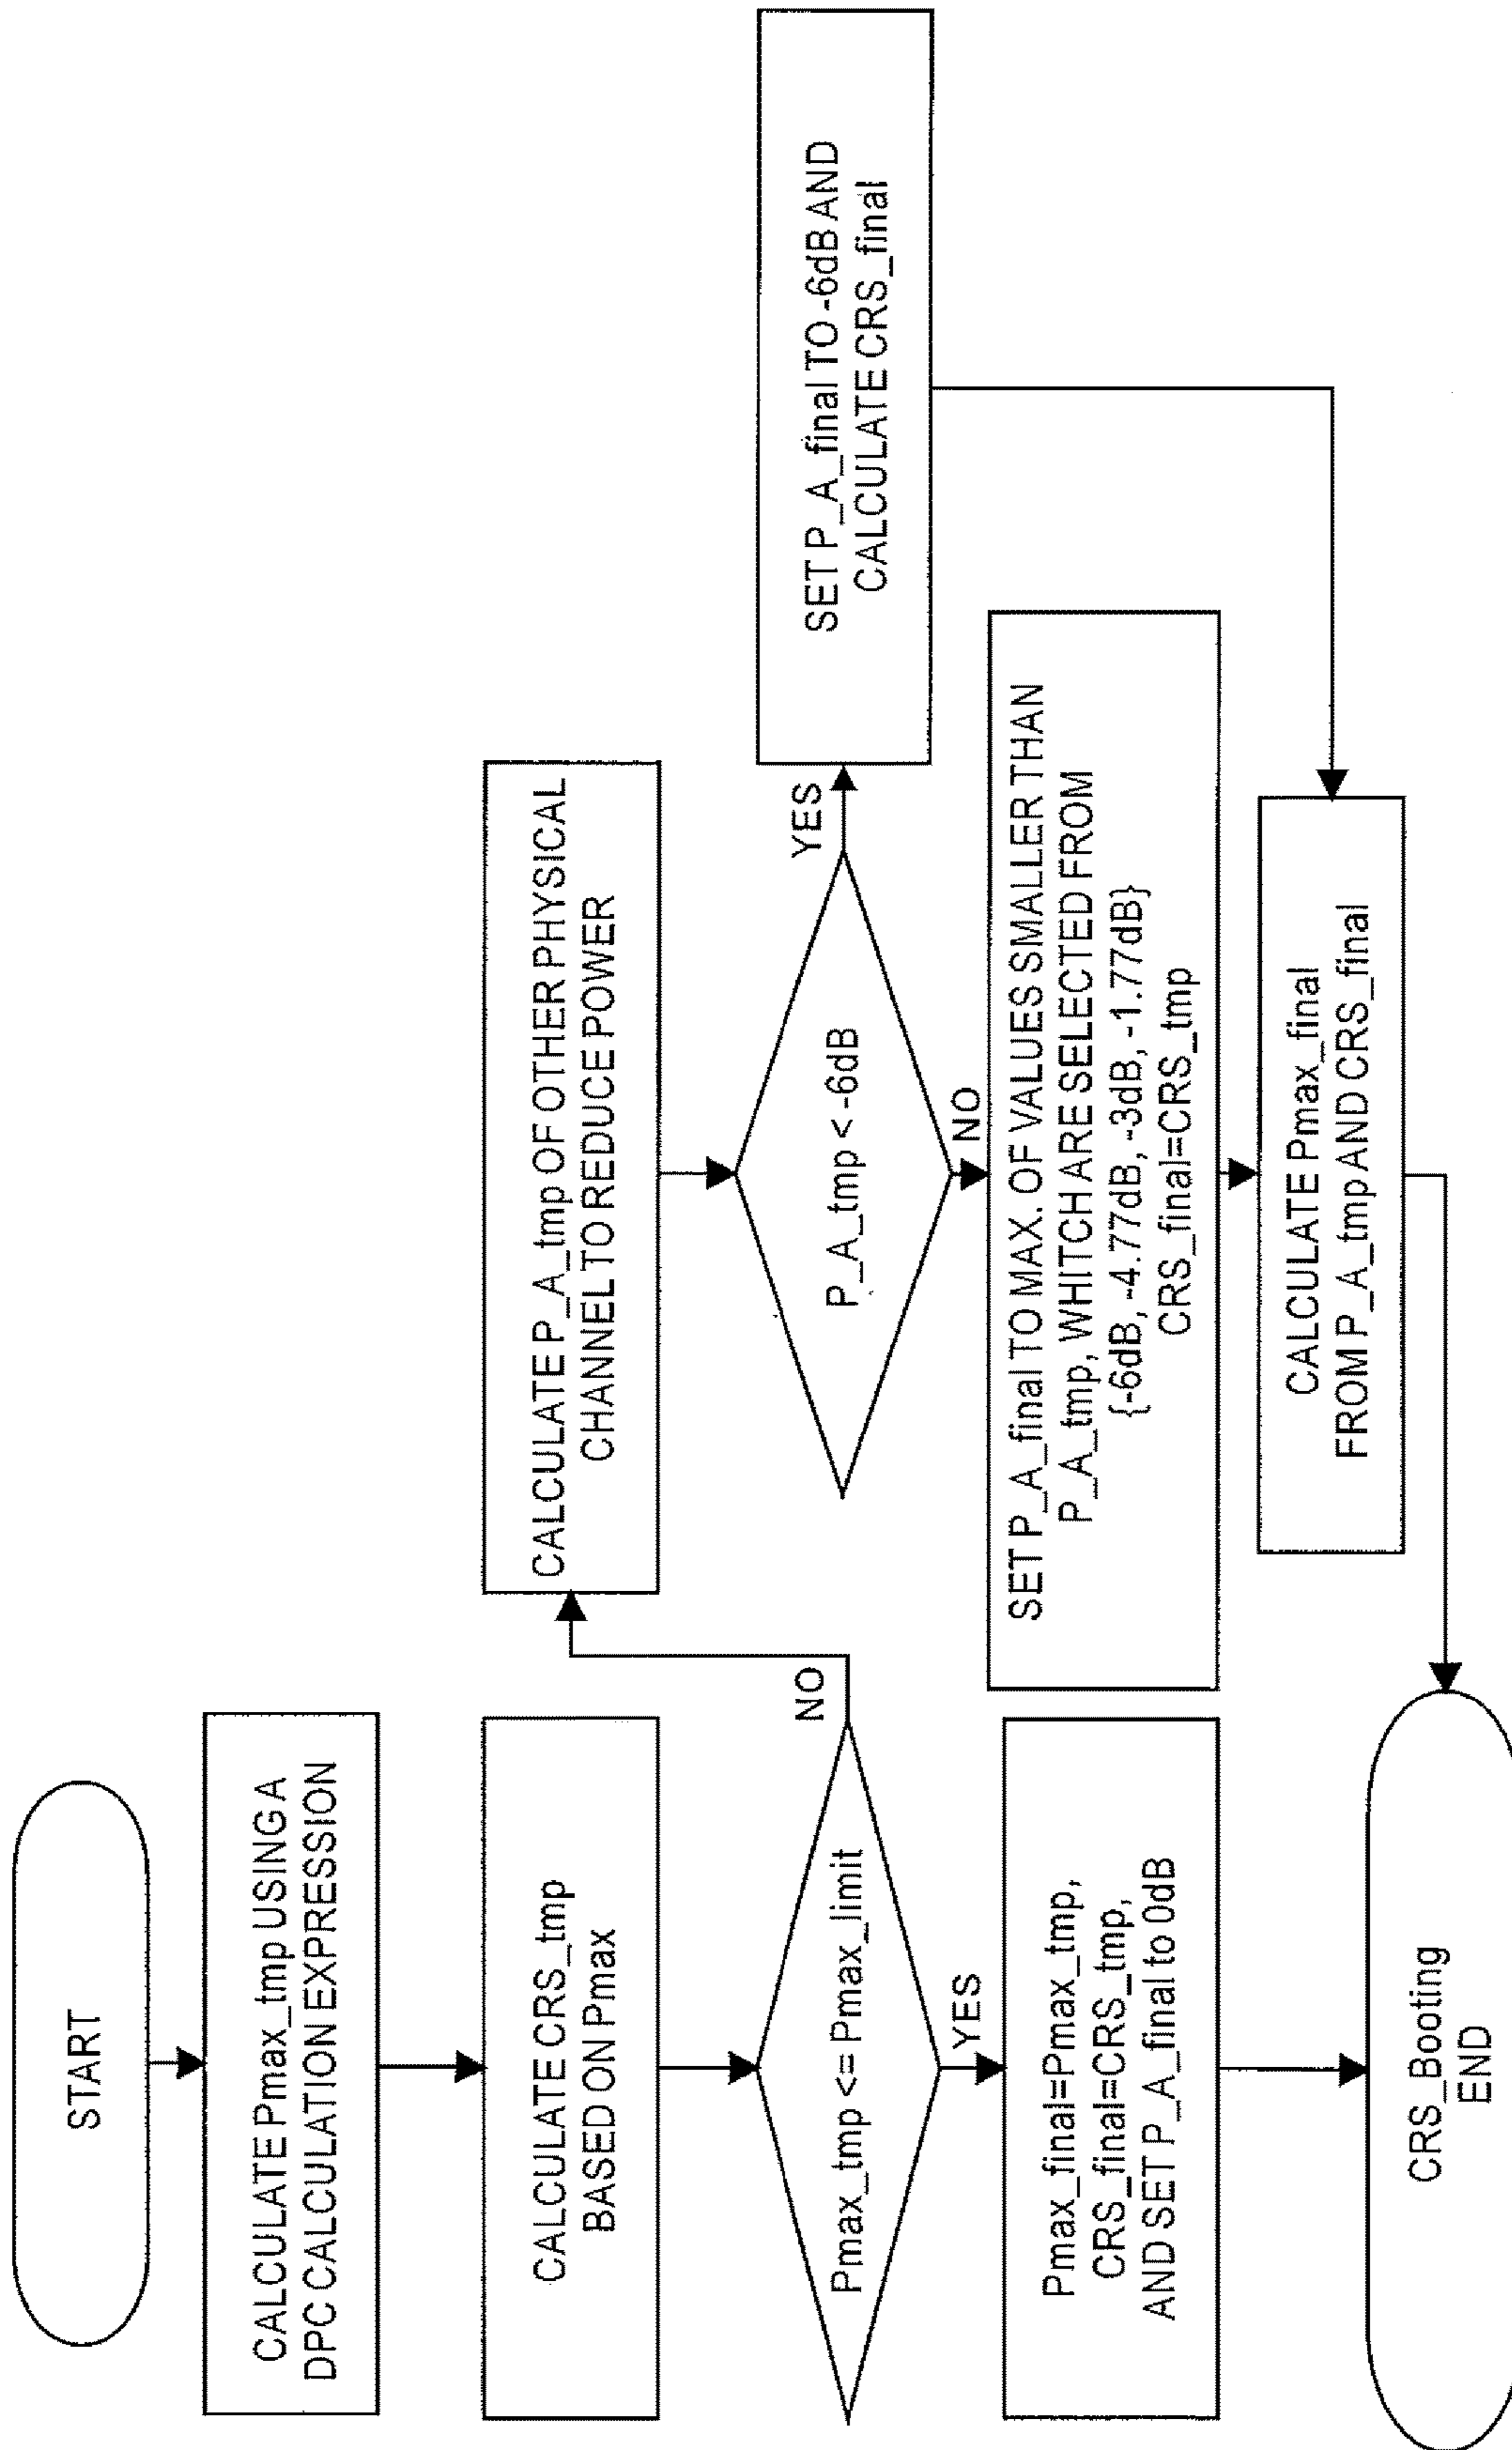 START
CALCULATE Pmax_tmp USING A
DPC CALCULATION EXPRESSION
CALCULATE CRS_tmp
BASED ON Pmax
Pmax_tmp <= Pmax_limit
NO
YES
Pmax_final=Pmax_tmp,
CRS_final=CRS_tmp,
AND SET P_A_final to 0dB
CALCULATE P_A_tmp OF OTHER PHYSICAL
CHANNEL TO REDUCE POWER
P_A_tmp < -6dB
YES
NO
SET P_A_final TO -6dB AND
CALCULATE CRS_final
SET P_A_final TO MAX. OF VALUES SMALLER THAN
P_A_tmp, WHITCH ARE SELECTED FROM
{-6dB, -4.77dB, -3dB, -1.77dB}
CRS_final=CRS_tmp
CALCULATE Pmax_final
FROM P_A_tmp AND CRS_final
CRS_Booting
END